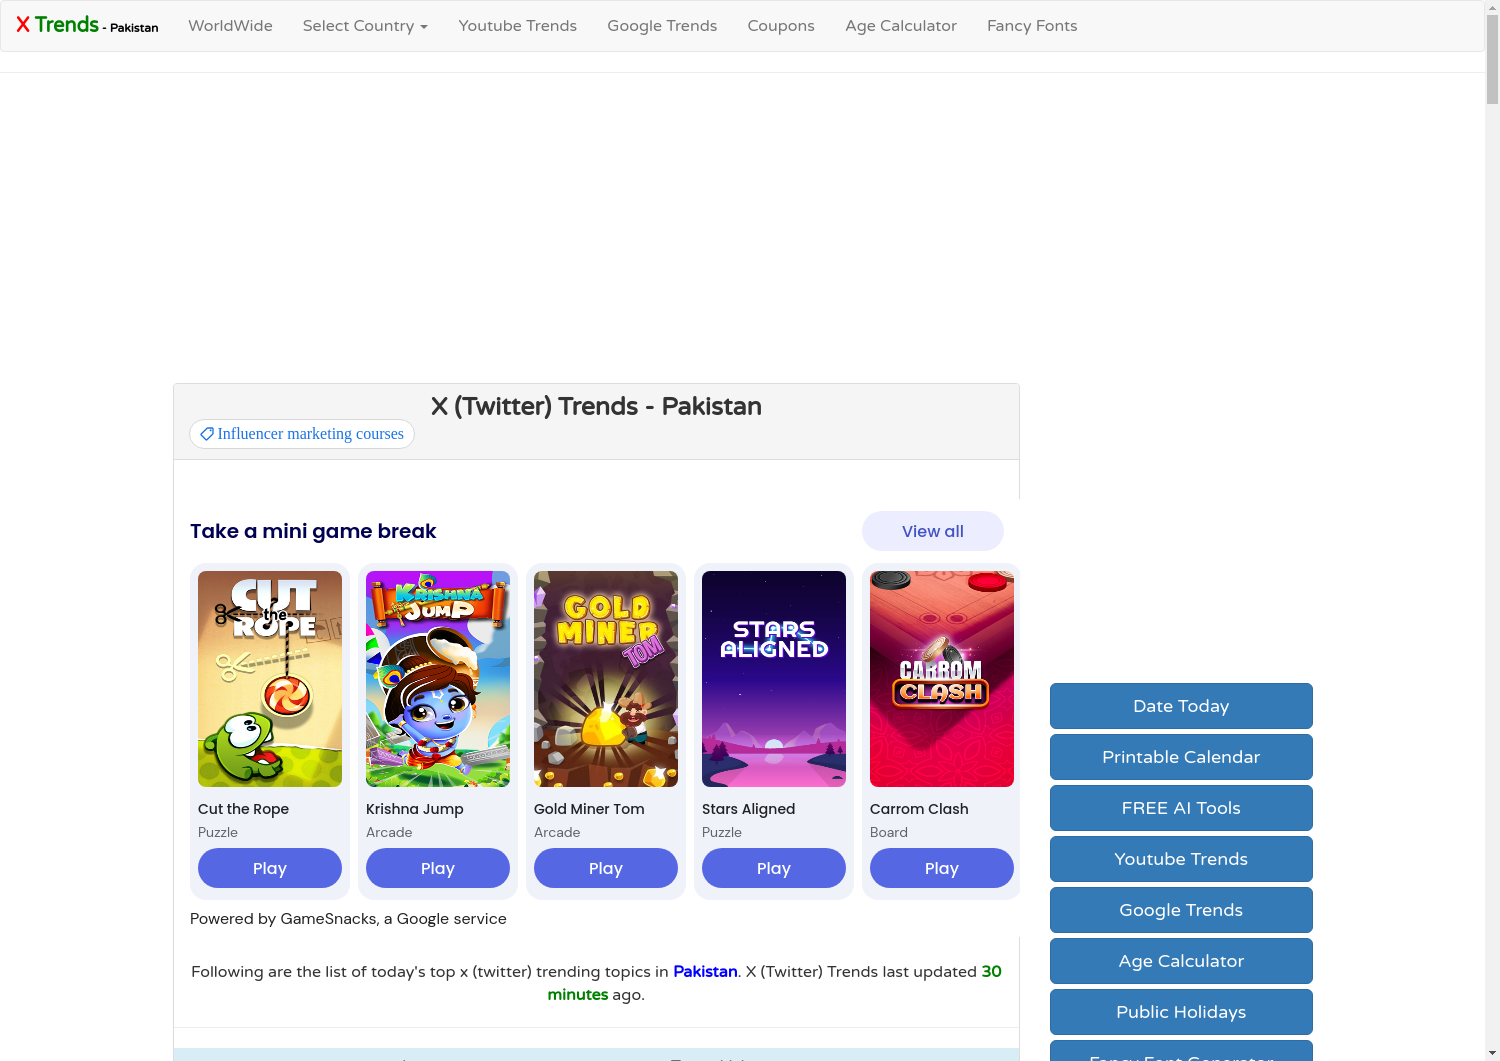 X Trends - Pakistan
WorldWide
Select Country
Youtube Trends
Google Trends
Coupons
Age Calculator
Fancy Fonts
X (Twitter) Trends - Pakistan
Influencer marketing courses
Take a mini game break
View all
CUT
the
ROPE
KRISHNA
JUMP
GOLD
MINER
TOM
STARS
ALIGNED
CARROM
CLASH
Cut the Rope
Krishna Jump
Gold Miner Tom
Stars Aligned
Carrom Clash
Puzzle
Arcade
Arcade
Puzzle
Board
Play
Play
Play
Play
Play
Powered by GameSnacks, a Google service
Following are the list of today's top x (twitter) trending topics in Pakistan. X (Twitter) Trends last updated 30
minutes ago.
Date Today
Printable Calendar
FREE AI Tools
Youtube Trends
Google Trends
Age Calculator
Public Holidays
Fancy Font Generator